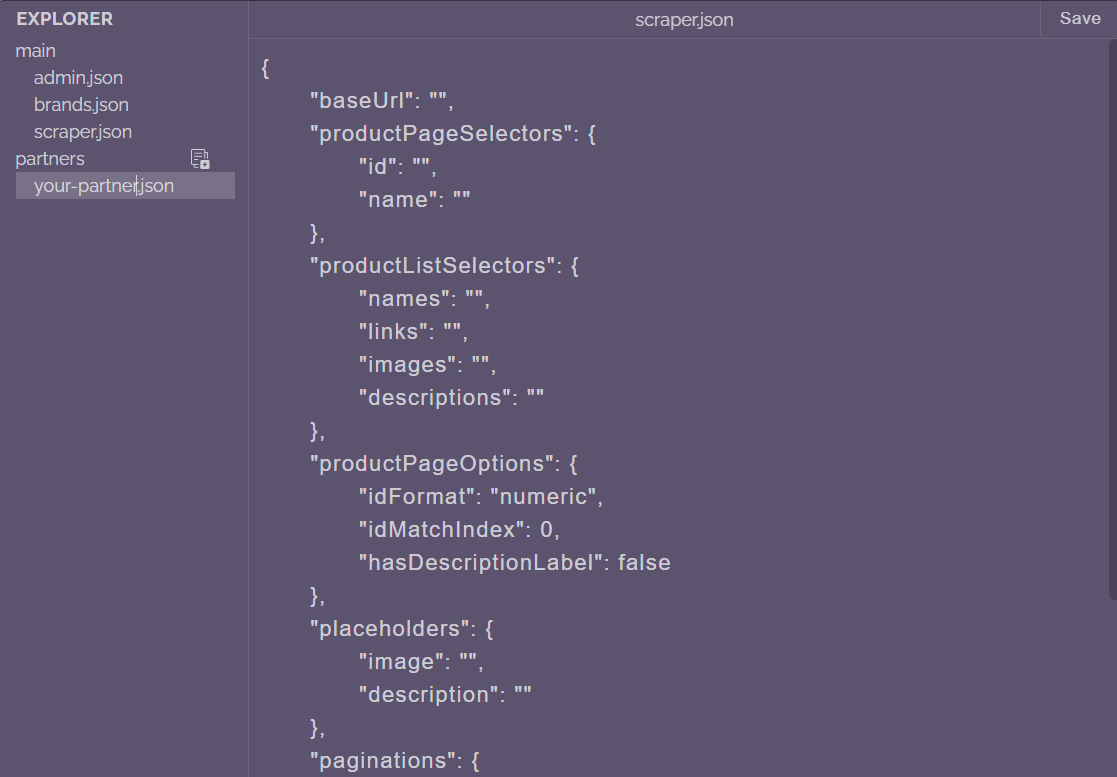 EXPLORER
main
admin.json
brands.json
scraper.json
partners
your-partner.json
scraper.json
Save
{
"baseUrl": "",
"productPageSelectors": {
"id": "",
"name": ""
},
"productListSelectors": {
"names": "",
"links": "",
"images": "",
"descriptions": ""
},
"productPageOptions": {
"idFormat": "numeric",
"idMatchIndex": 0,
"hasDescriptionLabel": false
},
"placeholders": {
"image": "",
"description": ""
},
"paginations": {